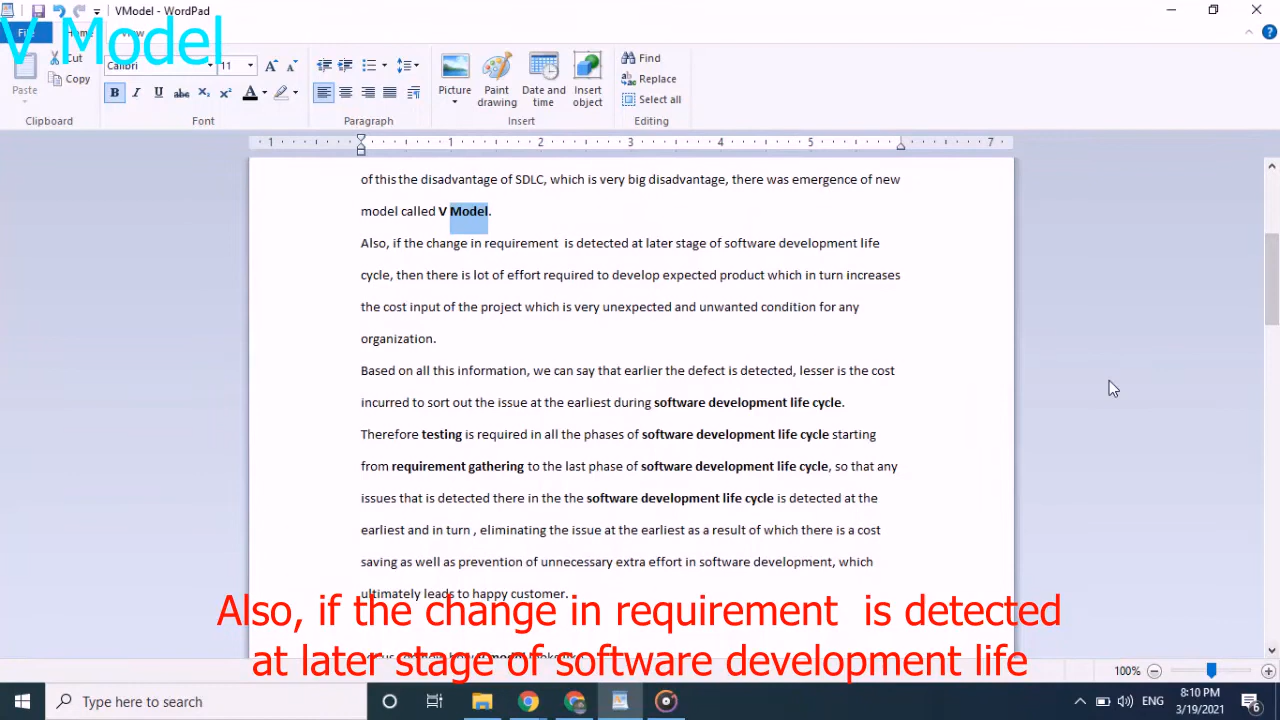 VModel - WordPad
V Model
File
Home
View
Cut
Copy
Paste
Clipboard
Calibri
11
Font
Paragraph
Picture
Paint drawing
Date and time
Insert object
Insert
Find
Replace
Select all
Editing
1 1 2 3 4 5 7
of this the disadvantage of SDLC, which is very big disadvantage, there was emergence of new
model called V Model.
Also, if the change in requirement  is detected at later stage of software development life
cycle, then there is lot of effort required to develop expected product which in turn increases
the cost input of the project which is very unexpected and unwanted condition for any
organization.
Based on all this information, we can say that earlier the defect is detected, lesser is the cost
incurred to sort out the issue at the earliest during software development life cycle.
Therefore testing is required in all the phases of software development life cycle starting
from requirement gathering to the last phase of software development life cycle, so that any
issues that is detected there in the the software development life cycle is detected at the
earliest and in turn , eliminating the issue at the earliest as a result of which there is a cost
saving as well as prevention of unnecessary extra effort in software development, which
ultimately leads to happy customer.
Also, if the change in requirement  is detected
at later stage of software development life
100%
Type here to search
ENG
8:10 PM
3/19/2021
6